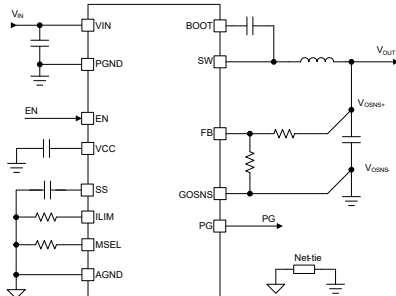 VIN
VIN
BOOT
PGND
SW
VOUT
EN
EN
VOSNS+
FB
VCC
SS
VOSNS-
GOSNS
ILIM
PG
PG
MSEL
Net-tie
AGND